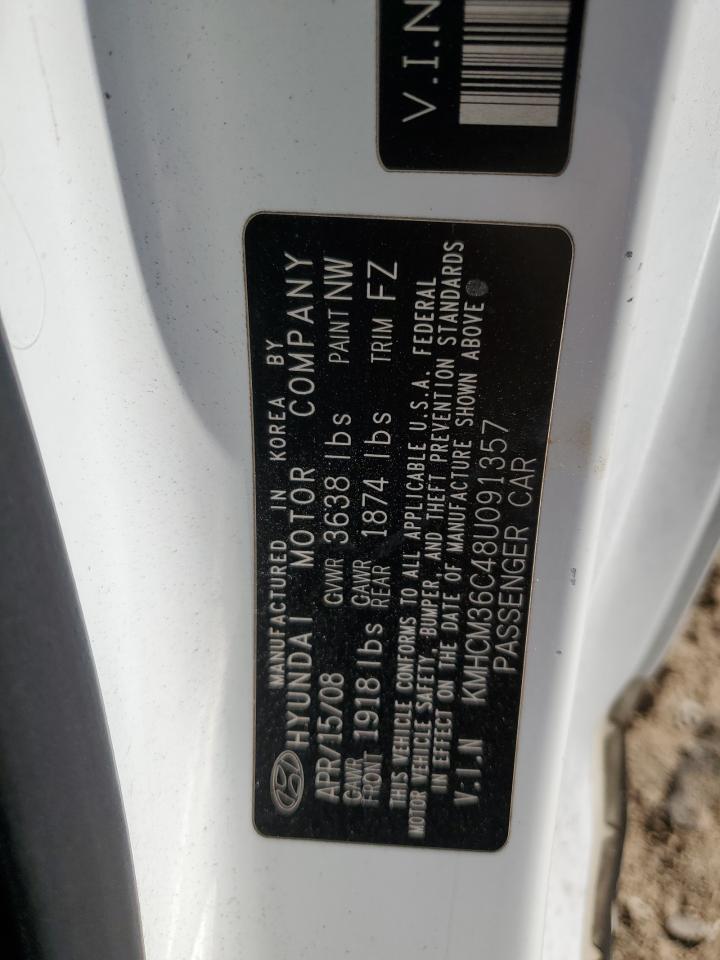 V.I.N
MANUFACTURED IN KOREA BY
HYUNDAI MOTOR COMPANY
APR/15/08 GVWR 3638 lbs PAINT NW
GAWR FRONT 1918 lbs GAWR REAR 1874 lbs TRIM FZ
THIS VEHICLE CONFORMS TO ALL APPLICABLE U.S.A. FEDERAL
MOTOR VEHICLE SAFETY, BUMPER, AND THEFT PREVENTION STANDARDS
IN EFFECT ON THE DATE OF MANUFACTURE SHOWN ABOVE
V.I.N KMHCM36C48U091357
PASSENGER CAR